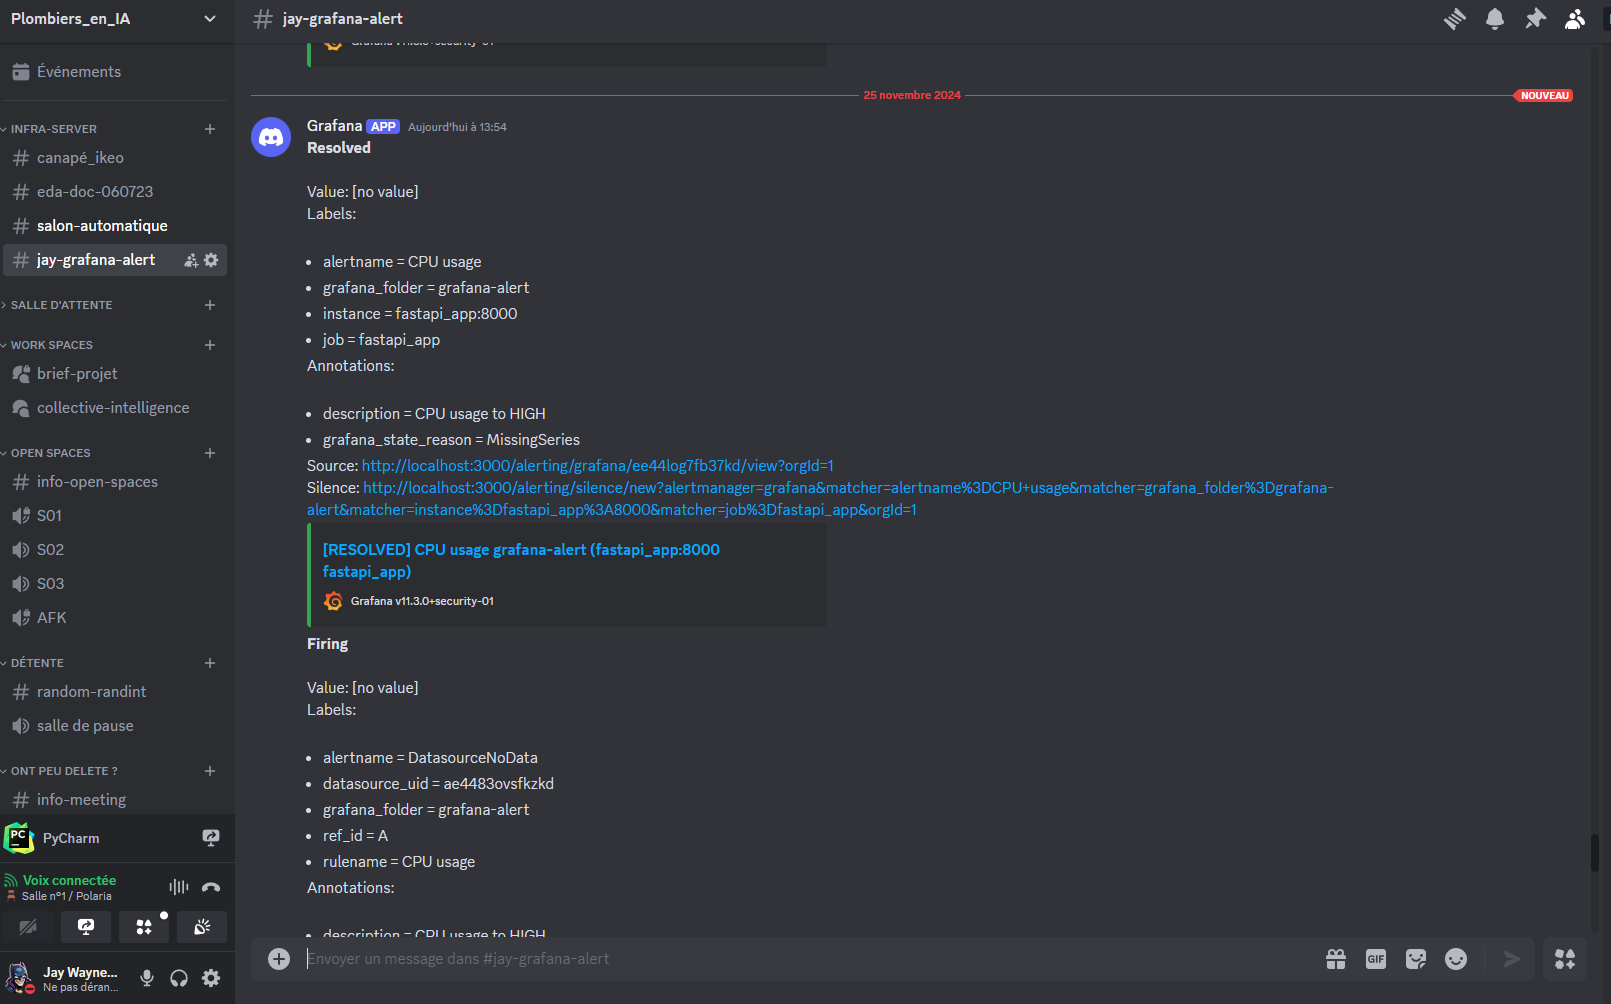 Plombiers_en_IA
Événements
INFRA-SERVER
canapé_ikeo
eda-doc-060723
salon-automatique
jay-grafana-alert
SALLE D'ATTENTE
WORK SPACES
brief-projet
collective-intelligence
OPEN SPACES
info-open-spaces
S01
S02
S03
AFK
DÉTENTE
random-randint
salle de pause
ONT PEU DELETE ?
info-meeting
PC
PyCharm
Voix connectée
Salle n°1 / Polaria
Jay Wayne...
Ne pas déran...
jay-grafana-alert
25 novembre 2024
NOUVEAU
Grafana APP Aujourd'hui à 13:54
Resolved
Value: [no value]
Labels:
• alertname = CPU usage
• grafana_folder = grafana-alert
• instance = fastapi_app:8000
• job = fastapi_app
Annotations:
• description = CPU usage to HIGH
• grafana_state_reason = MissingSeries
Source: http://localhost:3000/alerting/grafana/ee44log7fb37kd/view?orgId=1
Silence: http://localhost:3000/alerting/silence/new?alertmanager=grafana&matcher=alertname%3DCPU+usage&matcher=grafana_folder%3Dgrafana-
alert&matcher=instance%3Dfastapi_app%3A8000&matcher=job%3Dfastapi_app&orgId=1
[RESOLVED] CPU usage grafana-alert (fastapi_app:8000
fastapi_app)
Grafana v11.3.0+security-01
Firing
Value: [no value]
Labels:
• alertname = DatasourceNoData
• datasource_uid = ae4483ovsfkzkd
• grafana_folder = grafana-alert
• ref_id = A
• rulename = CPU usage
Annotations:
• description = CPU usage to HIGH
Envoyer un message dans #jay-grafana-alert
GIF